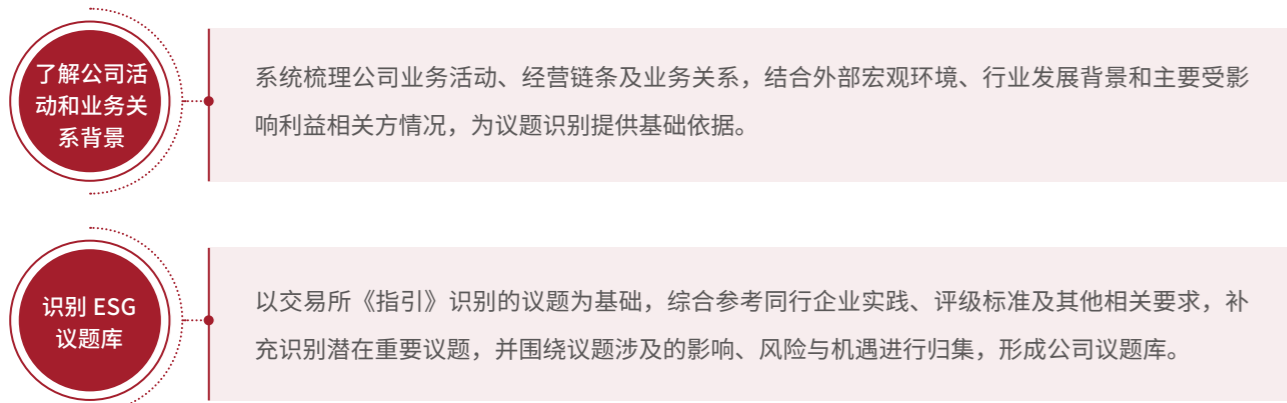 了解公司活
动和业务关
系背景
系统梳理公司业务活动、经营链条及业务关系，结合外部宏观环境、行业发展背景和主要受影
响利益相关方情况，为议题识别提供基础依据。
识别 ESG
议题库
以交易所《指引》识别的议题为基础，综合参考同行企业实践、评级标准及其他相关要求，补
充识别潜在重要议题，并围绕议题涉及的影响、风险与机遇进行归集，形成公司议题库。